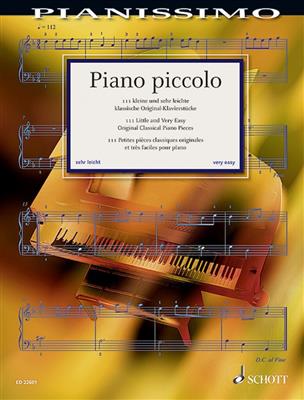 PIANISSIMO
= 112
Piano piccolo
111 kleine und sehr leichte
klassische Original-Klavierstücke
111 Little and Very Easy
Original Classical Piano Pieces
111 Petites pièces classiques originales
et très faciles pour piano
sehr leicht
very easy
D.C. al Fine
ED 22601
SCHOTT